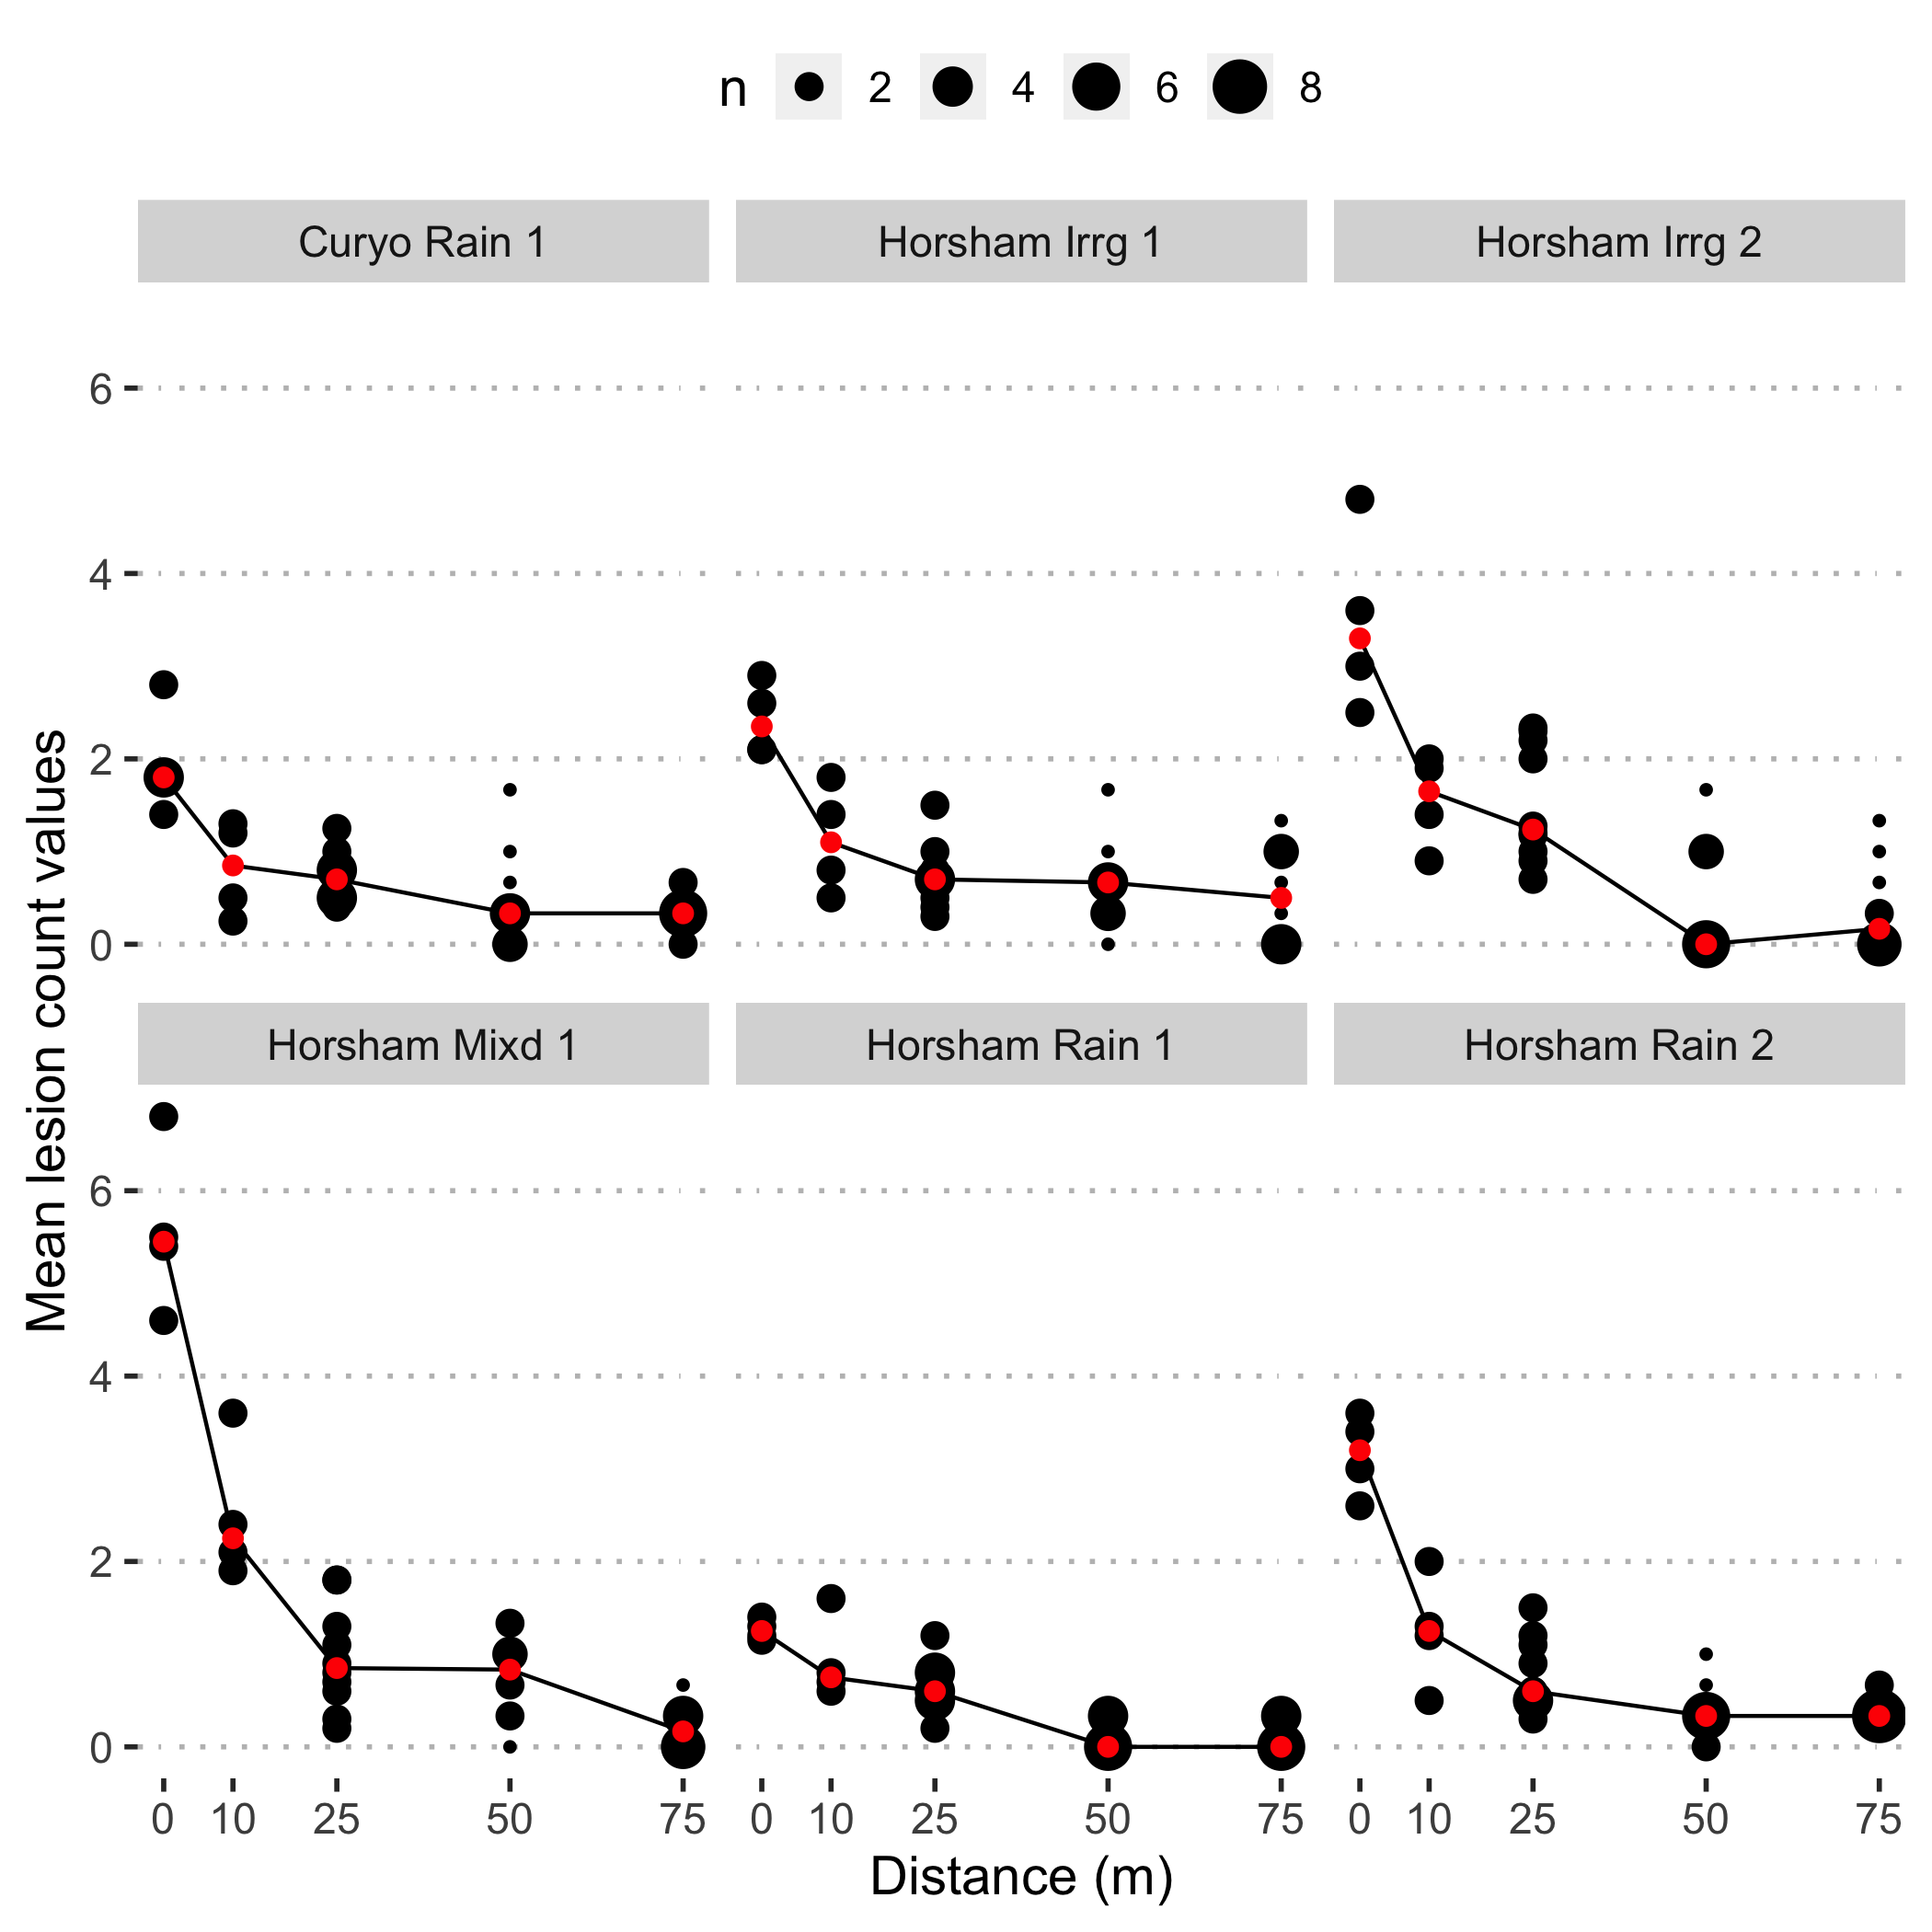 n 2 4 6 8
Curyo Rain 1 Horsham Irrg 1 Horsham Irrg 2
6
4
2
0
Mean lesion count values
Horsham Mixd 1 Horsham Rain 1 Horsham Rain 2
6
4
2
0
0 10 25 50 75 0 10 25 50 75 0 10 25 50 75
Distance (m)